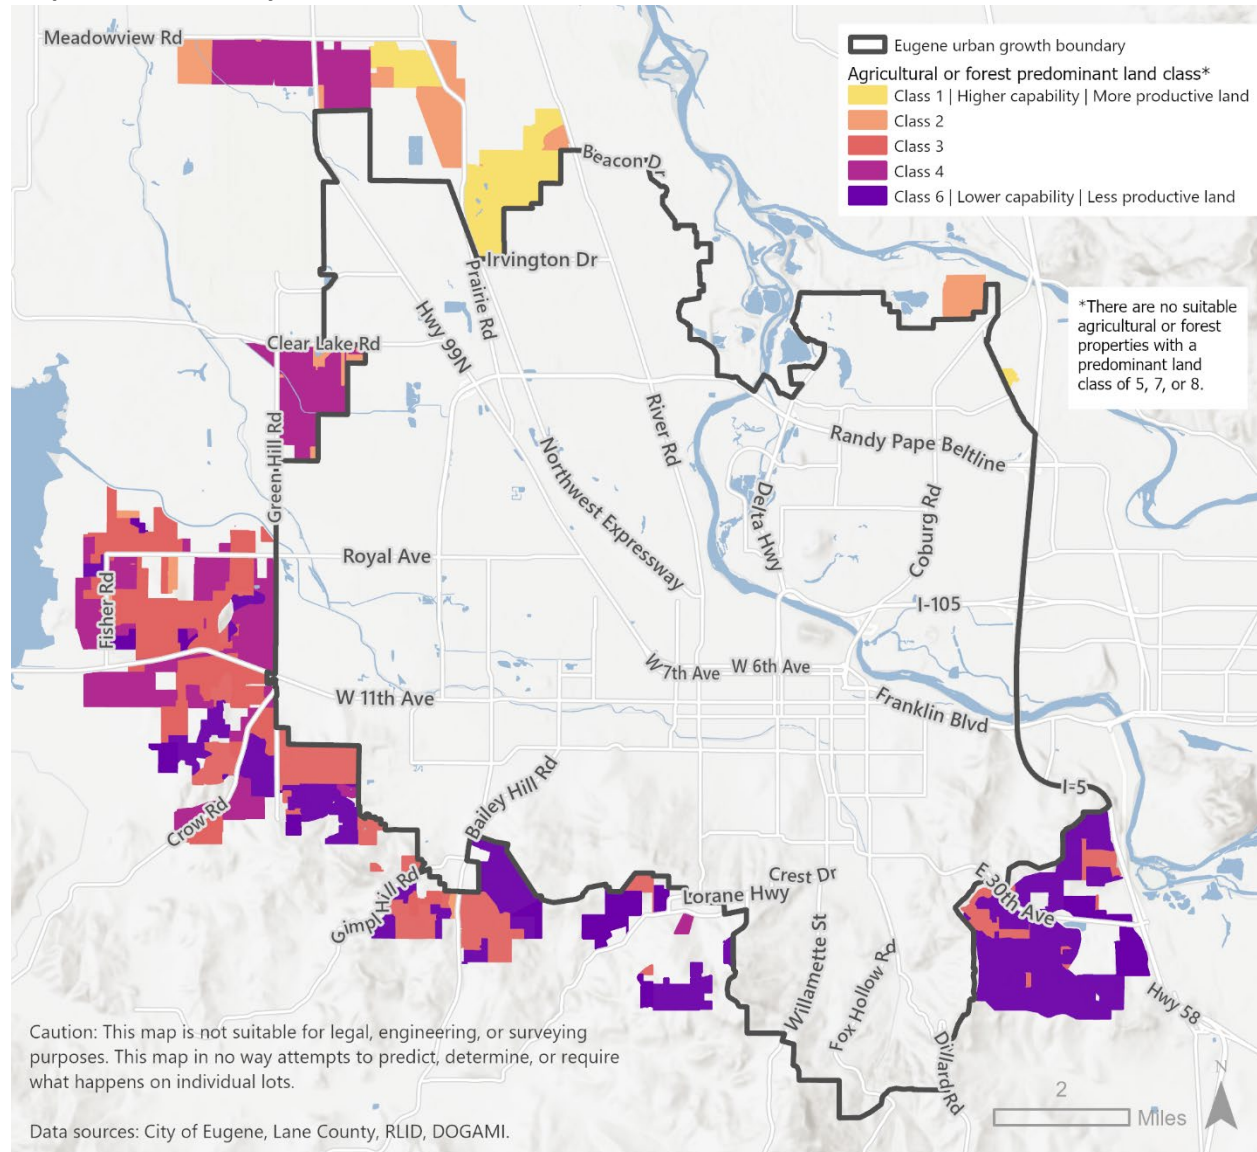 Meadowview Rd
Eugene urban growth boundary
Agricultural or forest predominant land class*
Class 1 | Higher capability | More productive land
Class 2
Class 3
Class 4
Class 6 | Lower capability | Less productive land
Beacon Dr
Irvington Dr
Prairie Rd
Hwy 99N
*There are no suitable
agricultural or forest
properties with a
predominant land
class of 5, 7, or 8.
Clear Lake Rd
Green Hill Rd
River Rd
Randy Pape Beltline
Northwest Expressway
Delta Hwy
Coburg Rd
Royal Ave
Fisher Rd
I-105
W 7th Ave
W 6th Ave
W 11th Ave
Franklin Blvd
Bailey Hill Rd
I-5
Crow Rd
Gimpl Hill Rd
Crest Dr
Lorane Hwy
E 30th Ave
Willamette St
Fox Hollow Rd
Dillard Rd
Hwy 58
Caution: This map is not suitable for legal, engineering, or surveying
purposes. This map in no way attempts to predict, determine, or require
what happens on individual lots.
Data sources: City of Eugene, Lane County, RLID, DOGAMI.
2
Miles
N